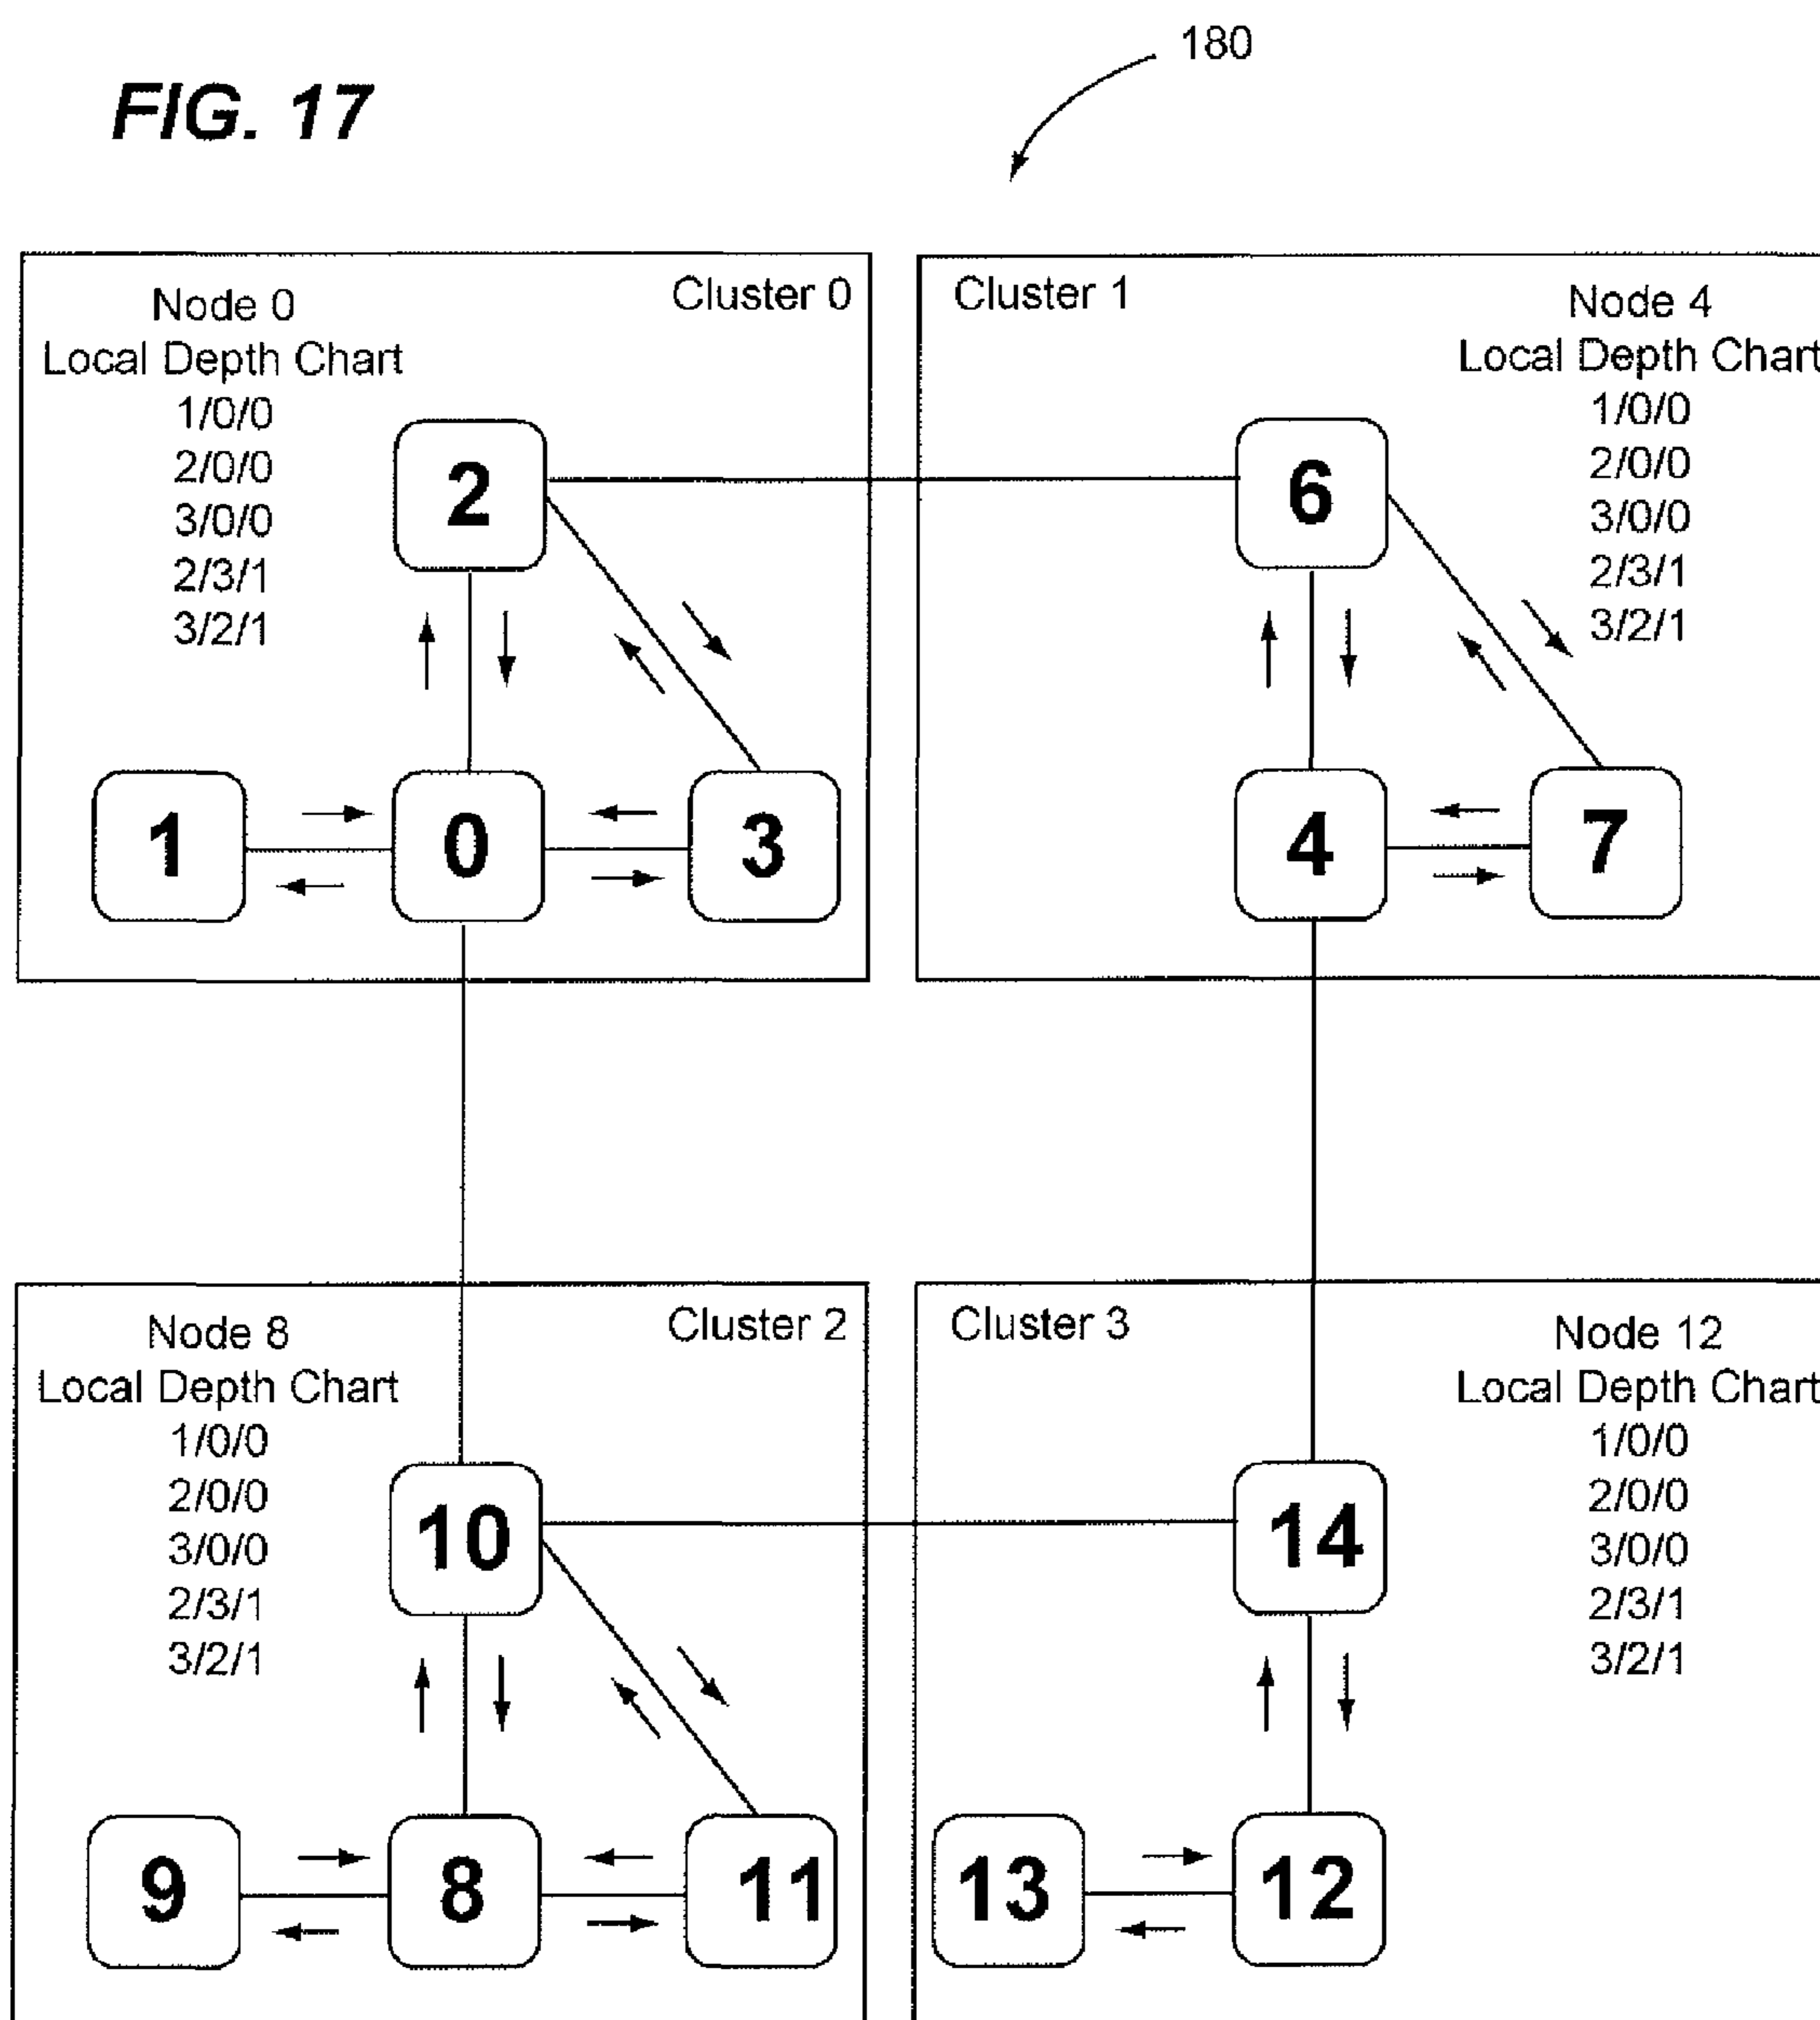 180
FIG. 17
Node 0
Local Depth Chart
1/0/0
2/0/0
3/0/0
2/3/1
3/2/1
Cluster 0
2
1
0
3
Cluster 1
Node 4
Local Depth Chart
1/0/0
2/0/0
3/0/0
2/3/1
3/2/1
6
4
7
Node 8
Local Depth Chart
1/0/0
2/0/0
3/0/0
2/3/1
3/2/1
Cluster 2
10
9
8
11
Cluster 3
Node 12
Local Depth Chart
1/0/0
2/0/0
3/0/0
2/3/1
3/2/1
14
13
12